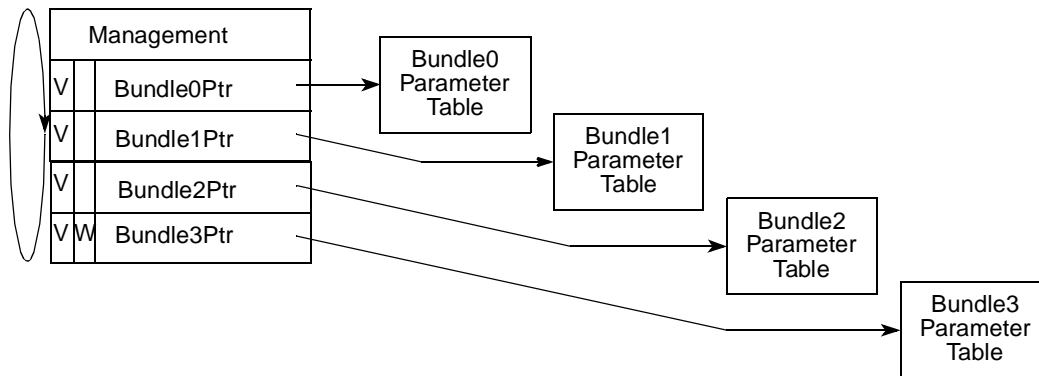 Management
V Bundle0Ptr
V Bundle1Ptr
V Bundle2Ptr
V W Bundle3Ptr
Bundle0
Parameter
Table
Bundle1
Parameter
Table
Bundle2
Parameter
Table
Bundle3
Parameter
Table